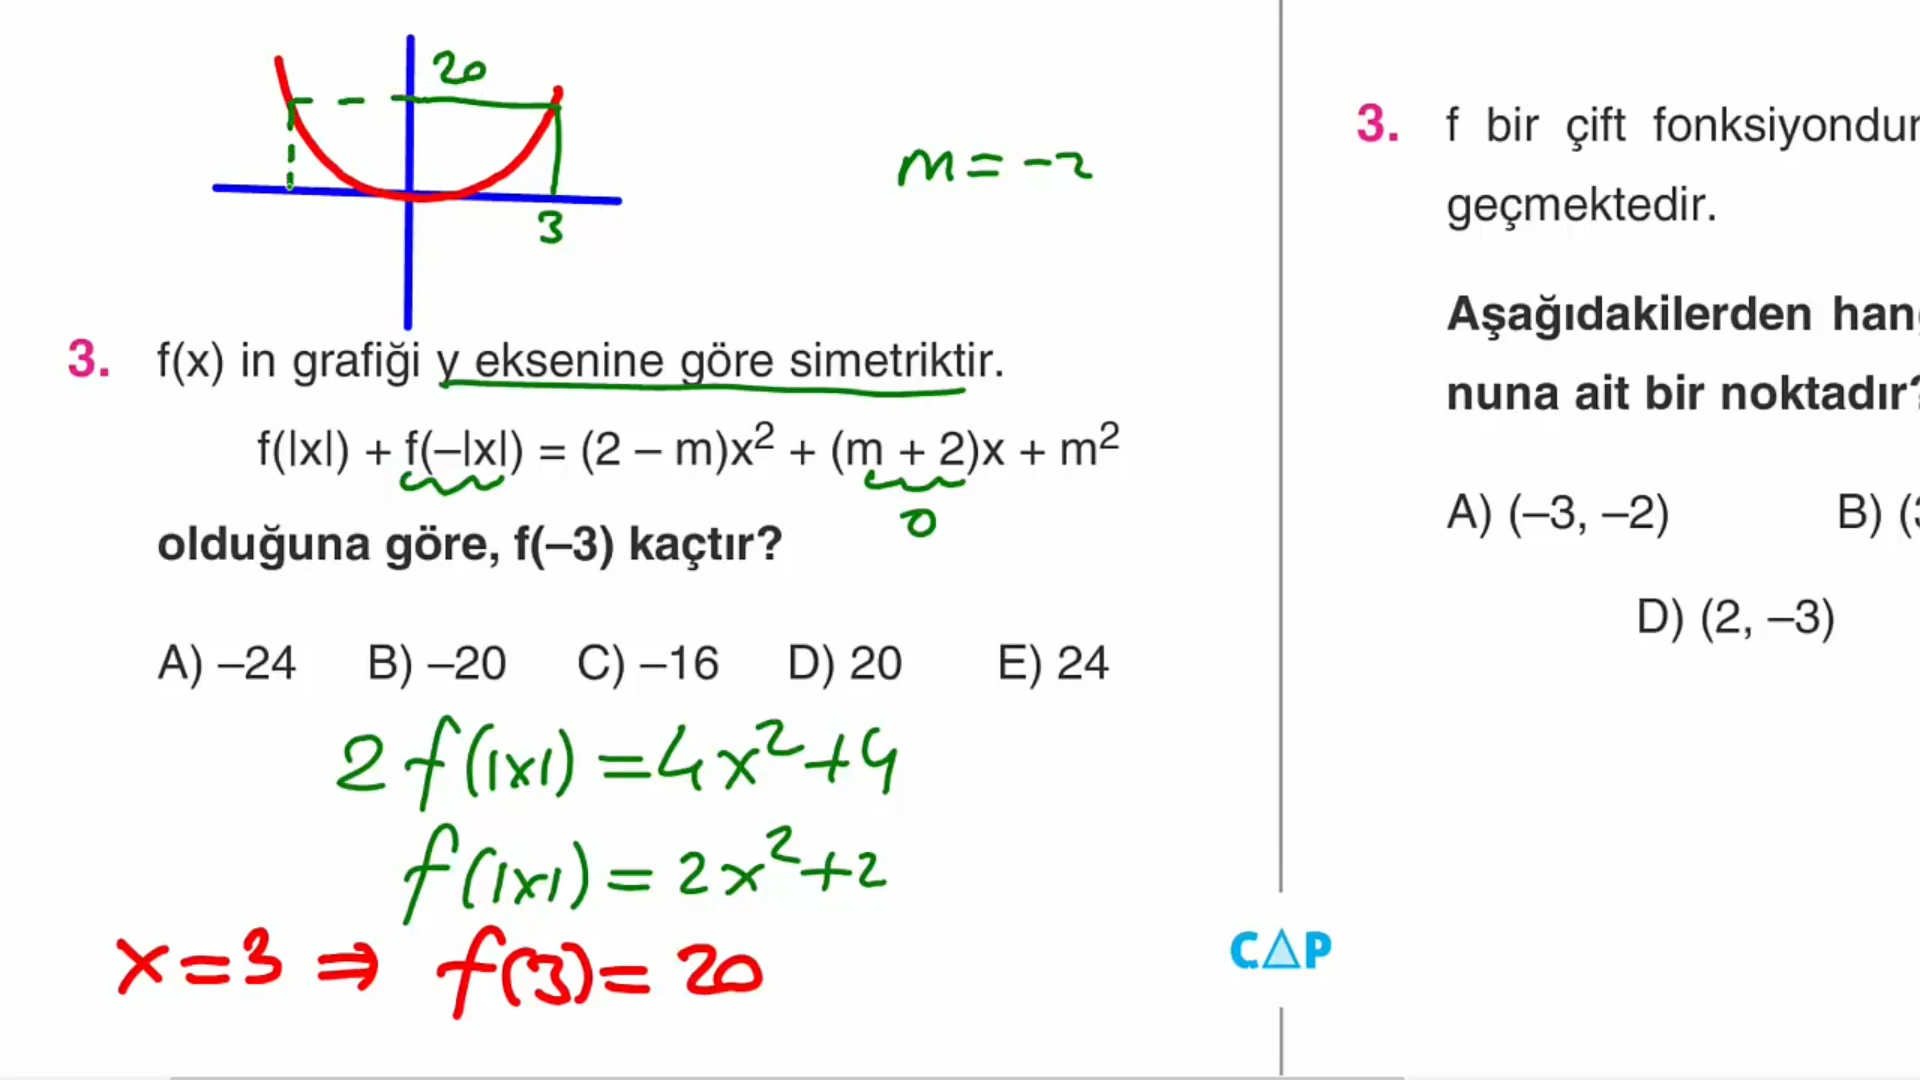 20
3
m = -2
3. f(x) in grafiği y eksenine göre simetriktir.
f(|x|) + f(–|x|) = (2 – m)x² + (m + 2)x + m²
0
olduğuna göre, f(–3) kaçtır?
A) –24 B) –20 C) –16 D) 20 E) 24
2f(|x|) = 4x² + 4
f(|x|) = 2x² + 2
x = 3 ⇒ f(3) = 20
3. f bir çift fonksiyondur
geçmektedir.
Aşağıdakilerden han
nuna ait bir noktadır?
A) (–3, –2) B) (3
D) (2, –3)
CAP